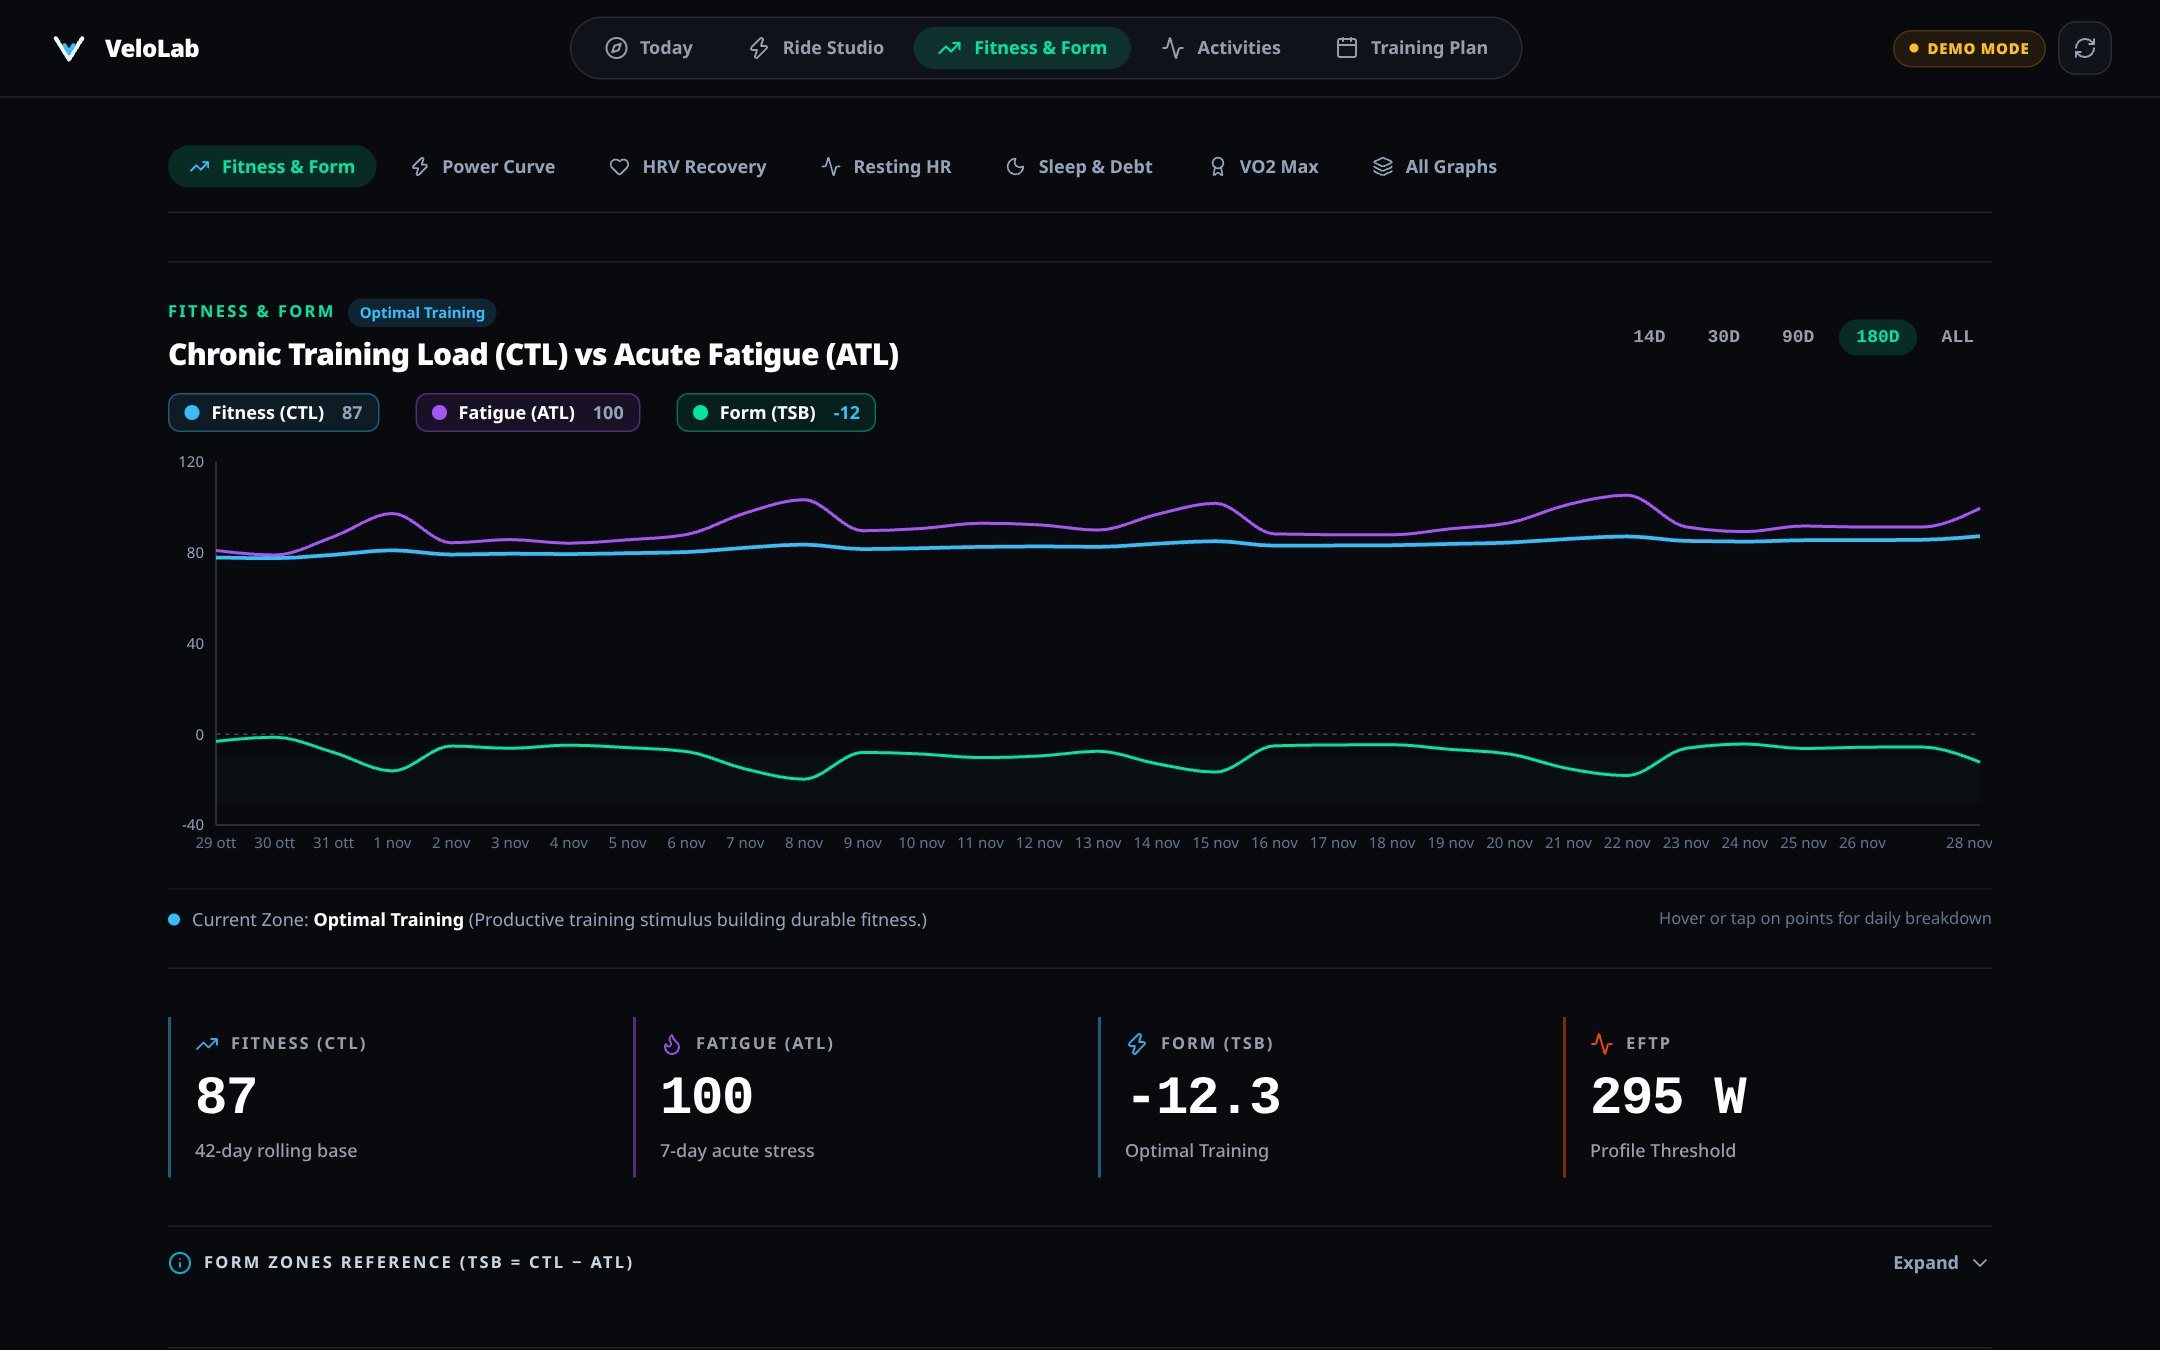 VeloLab
Today
Ride Studio
Fitness & Form
Activities
Training Plan
DEMO MODE
Fitness & Form
Power Curve
HRV Recovery
Resting HR
Sleep & Debt
VO2 Max
All Graphs
FITNESS & FORM
Optimal Training
Chronic Training Load (CTL) vs Acute Fatigue (ATL)
14D 30D 90D 180D ALL
Fitness (CTL) 87
Fatigue (ATL) 100
Form (TSB) -12
120
80
40
0
-40
29 ott 30 ott 31 ott 1 nov 2 nov 3 nov 4 nov 5 nov 6 nov 7 nov 8 nov 9 nov 10 nov 11 nov 12 nov 13 nov 14 nov 15 nov 16 nov 17 nov 18 nov 19 nov 20 nov 21 nov 22 nov 23 nov 24 nov 25 nov 26 nov 28 nov
Current Zone: Optimal Training (Productive training stimulus building durable fitness.)
Hover or tap on points for daily breakdown
FITNESS (CTL)
87
42-day rolling base
FATIGUE (ATL)
100
7-day acute stress
FORM (TSB)
-12.3
Optimal Training
EFTP
295 W
Profile Threshold
FORM ZONES REFERENCE (TSB = CTL − ATL)
Expand